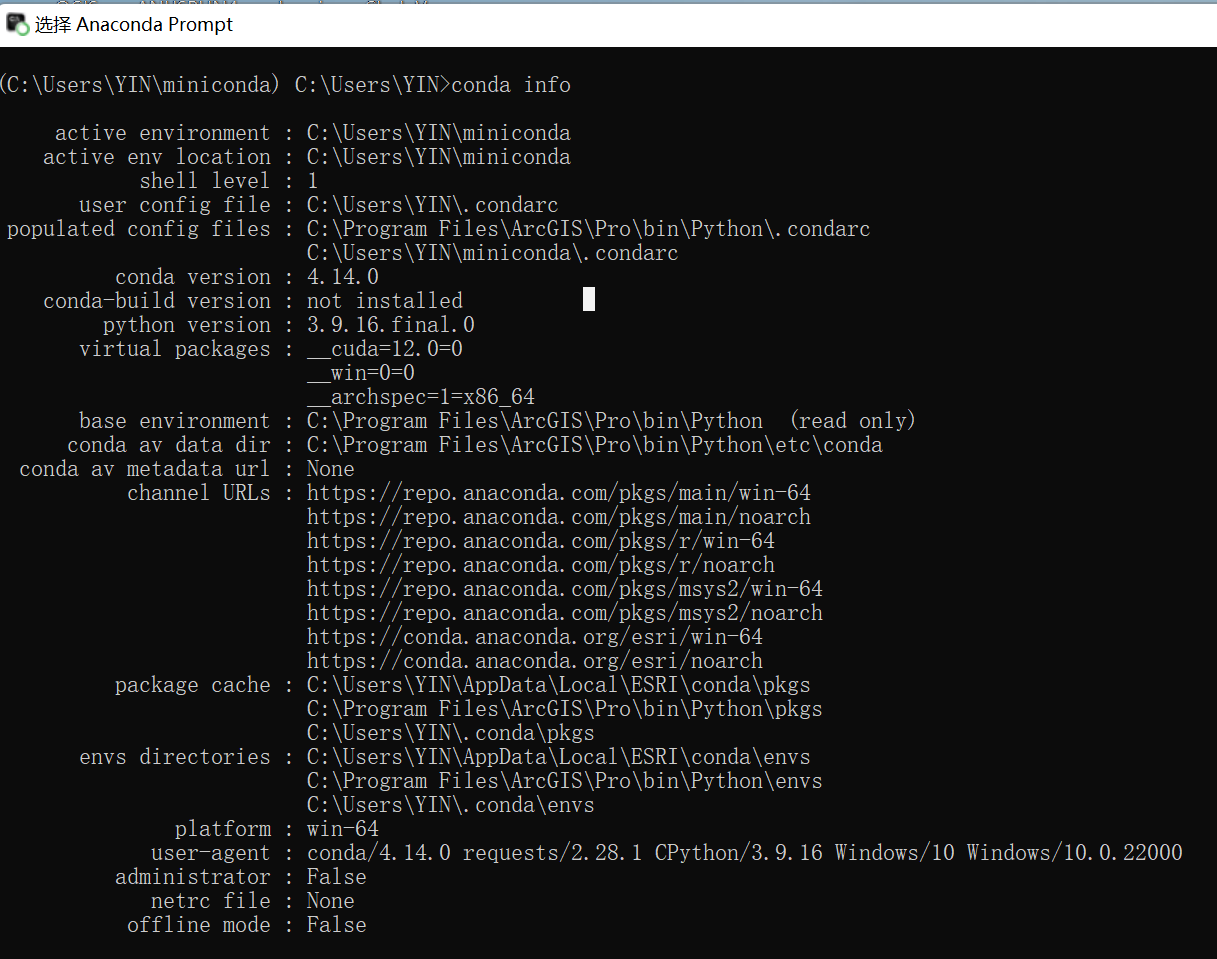 选择 Anaconda Prompt
(C:\Users\YIN\miniconda) C:\Users\YIN>conda info
active environment : C:\Users\YIN\miniconda
active env location : C:\Users\YIN\miniconda
shell level : 1
user config file : C:\Users\YIN\.condarc
populated config files : C:\Program Files\ArcGIS\Pro\bin\Python\.condarc
C:\Users\YIN\miniconda\.condarc
conda version : 4.14.0
conda-build version : not installed
python version : 3.9.16.final.0
virtual packages : __cuda=12.0=0
__win=0=0
__archspec=1=x86_64
base environment : C:\Program Files\ArcGIS\Pro\bin\Python  (read only)
conda av data dir : C:\Program Files\ArcGIS\Pro\bin\Python\etc\conda
conda av metadata url : None
channel URLs : https://repo.anaconda.com/pkgs/main/win-64
https://repo.anaconda.com/pkgs/main/noarch
https://repo.anaconda.com/pkgs/r/win-64
https://repo.anaconda.com/pkgs/r/noarch
https://repo.anaconda.com/pkgs/msys2/win-64
https://repo.anaconda.com/pkgs/msys2/noarch
https://conda.anaconda.org/esri/win-64
https://conda.anaconda.org/esri/noarch
package cache : C:\Users\YIN\AppData\Local\ESRI\conda\pkgs
C:\Program Files\ArcGIS\Pro\bin\Python\pkgs
C:\Users\YIN\.conda\pkgs
envs directories : C:\Users\YIN\AppData\Local\ESRI\conda\envs
C:\Program Files\ArcGIS\Pro\bin\Python\envs
C:\Users\YIN\.conda\envs
platform : win-64
user-agent : conda/4.14.0 requests/2.28.1 CPython/3.9.16 Windows/10 Windows/10.0.22000
administrator : False
netrc file : None
offline mode : False